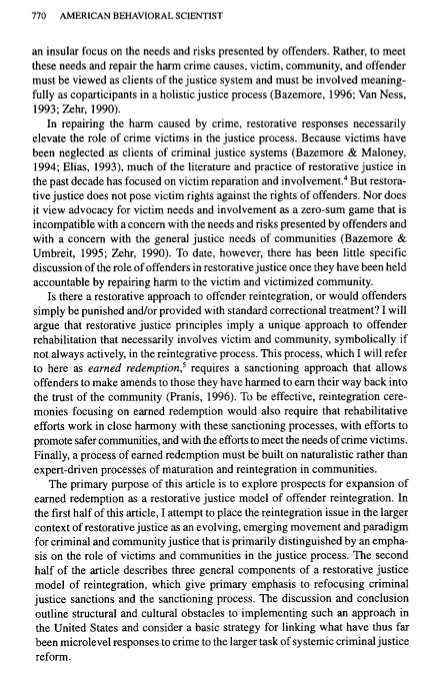 770 AMERICAN BEHAVIORAL SCIENTIST
an insular focus on the needs and risks presented by offenders. Rather, to meet
these needs and repair the harm crime causes, victim, community, and offender
must be viewed as clients of the justice system and must be involved meaning-
fully as coparticipants in a holistic justice process (Bazemore, 1996; Van Ness,
1993; Zehr, 1990).
In repairing the harm caused by crime, restorative responses necessarily
elevate the role of crime victims in the justice process. Because victims have
been neglected as clients of criminal justice systems (Bazemore & Maloney,
1994; Elias, 1993), much of the literature and practice of restorative justice in
the past decade has focused on victim reparation and involvement.⁴ But restora-
tive justice does not pose victim rights against the rights of offenders. Nor does
it view advocacy for victim needs and involvement as a zero-sum game that is
incompatible with a concern with the needs and risks presented by offenders and
with a concern with the general justice needs of communities (Bazemore &
Umbreit, 1995; Zehr, 1990). To date, however, there has been little specific
discussion of the role of offenders in restorative justice once they have been held
accountable by repairing harm to the victim and victimized community.
Is there a restorative approach to offender reintegration, or would offenders
simply be punished and/or provided with standard correctional treatment? I will
argue that restorative justice principles imply a unique approach to offender
rehabilitation that necessarily involves victim and community, symbolically if
not always actively, in the reintegrative process. This process, which I will refer
to here as earned redemption,⁵ requires a sanctioning approach that allows
offenders to make amends to those they have harmed to earn their way back into
the trust of the community (Pranis, 1996). To be effective, reintegration cere-
monies focusing on earned redemption would also require that rehabilitative
efforts work in close harmony with these sanctioning processes, with efforts to
promote safer communities, and with the efforts to meet the needs of crime victims.
Finally, a process of earned redemption must be built on naturalistic rather than
expert-driven processes of maturation and reintegration in communities.
The primary purpose of this article is to explore prospects for expansion of
earned redemption as a restorative justice model of offender reintegration. In
the first half of this article, I attempt to place the reintegration issue in the larger
context of restorative justice as an evolving, emerging movement and paradigm
for criminal and community justice that is primarily distinguished by an empha-
sis on the role of victims and communities in the justice process. The second
half of the article describes three general components of a restorative justice
model of reintegration, which give primary emphasis to refocusing criminal
justice sanctions and the sanctioning process. The discussion and conclusion
outline structural and cultural obstacles to implementing such an approach in
the United States and consider a basic strategy for linking what have thus far
been microlevel responses to crime to the larger task of systemic criminal justice
reform.